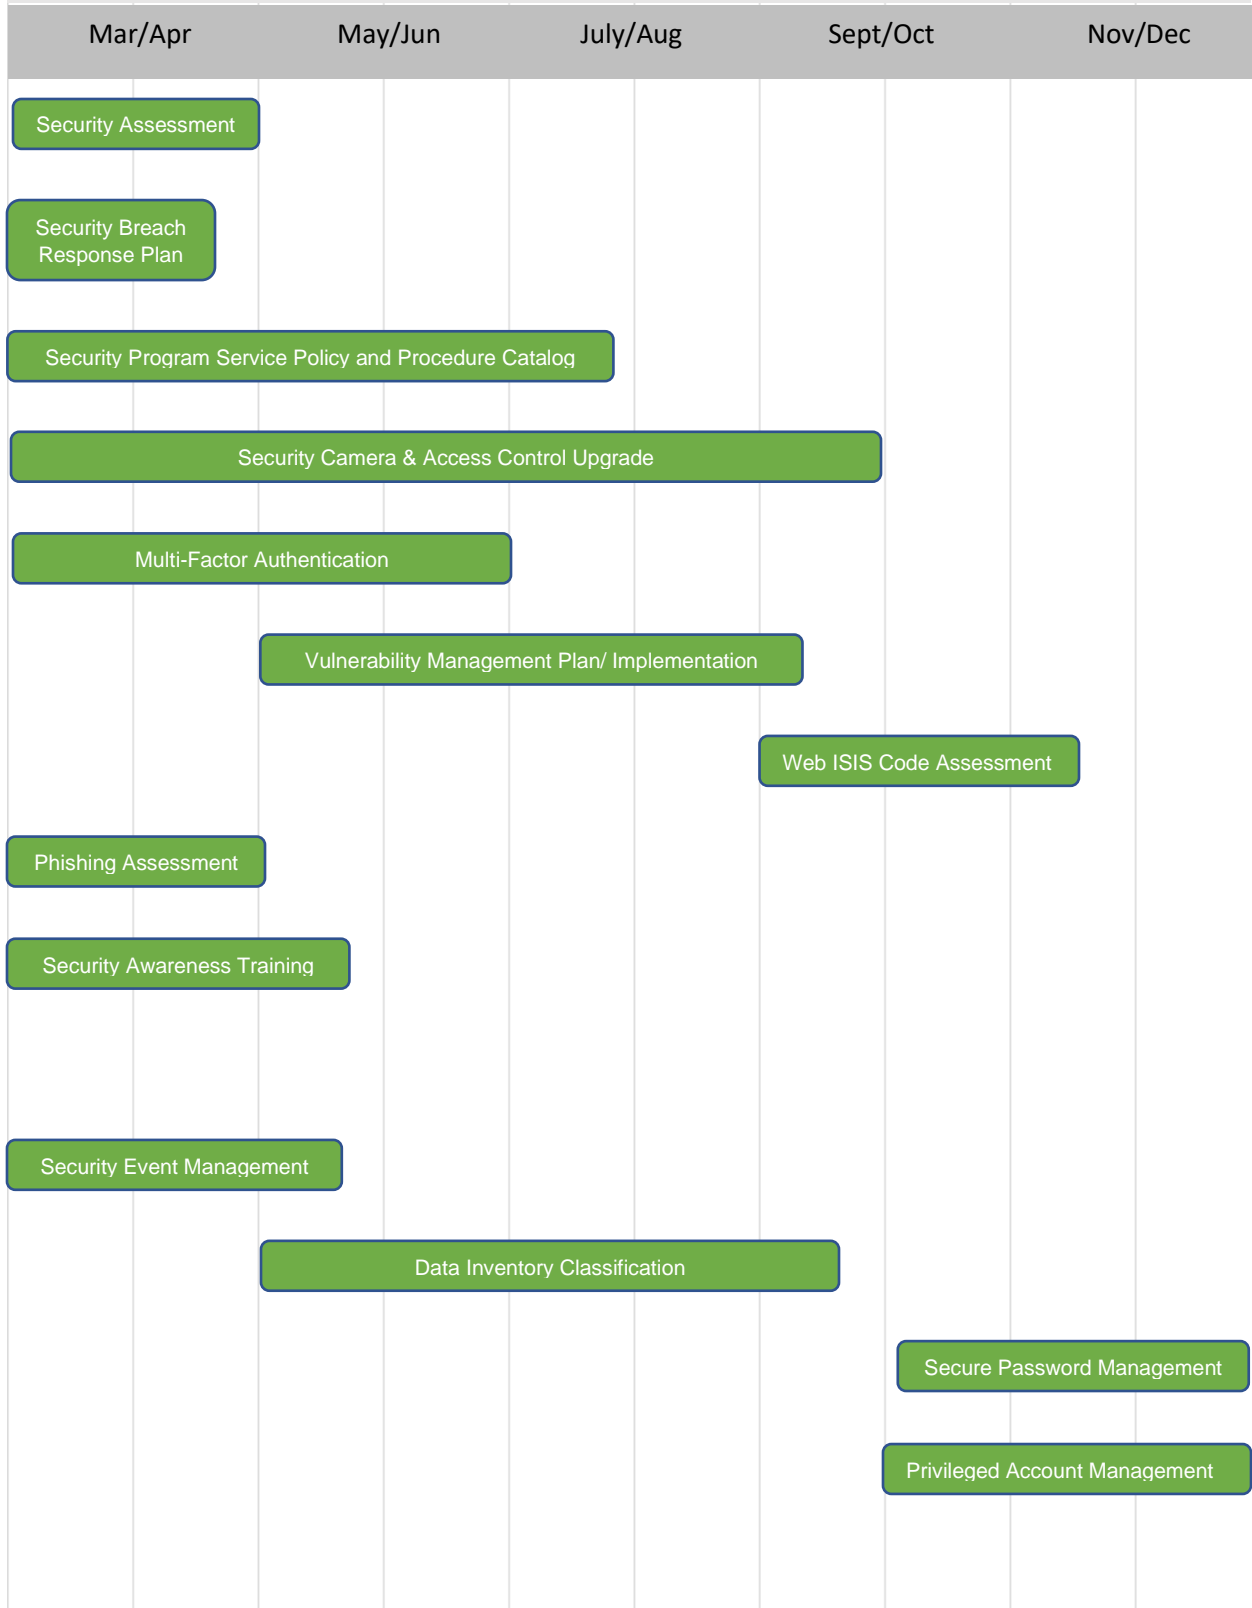 Mar/Apr May/Jun July/Aug Sept/Oct Nov/Dec
Security Assessment
Security Breach
Response Plan
Security Program Service Policy and Procedure Catalog
Security Camera & Access Control Upgrade
Multi-Factor Authentication
Vulnerability Management Plan/ Implementation
Web ISIS Code Assessment
Phishing Assessment
Security Awareness Training
Security Event Management
Data Inventory Classification
Secure Password Management
Privileged Account Management